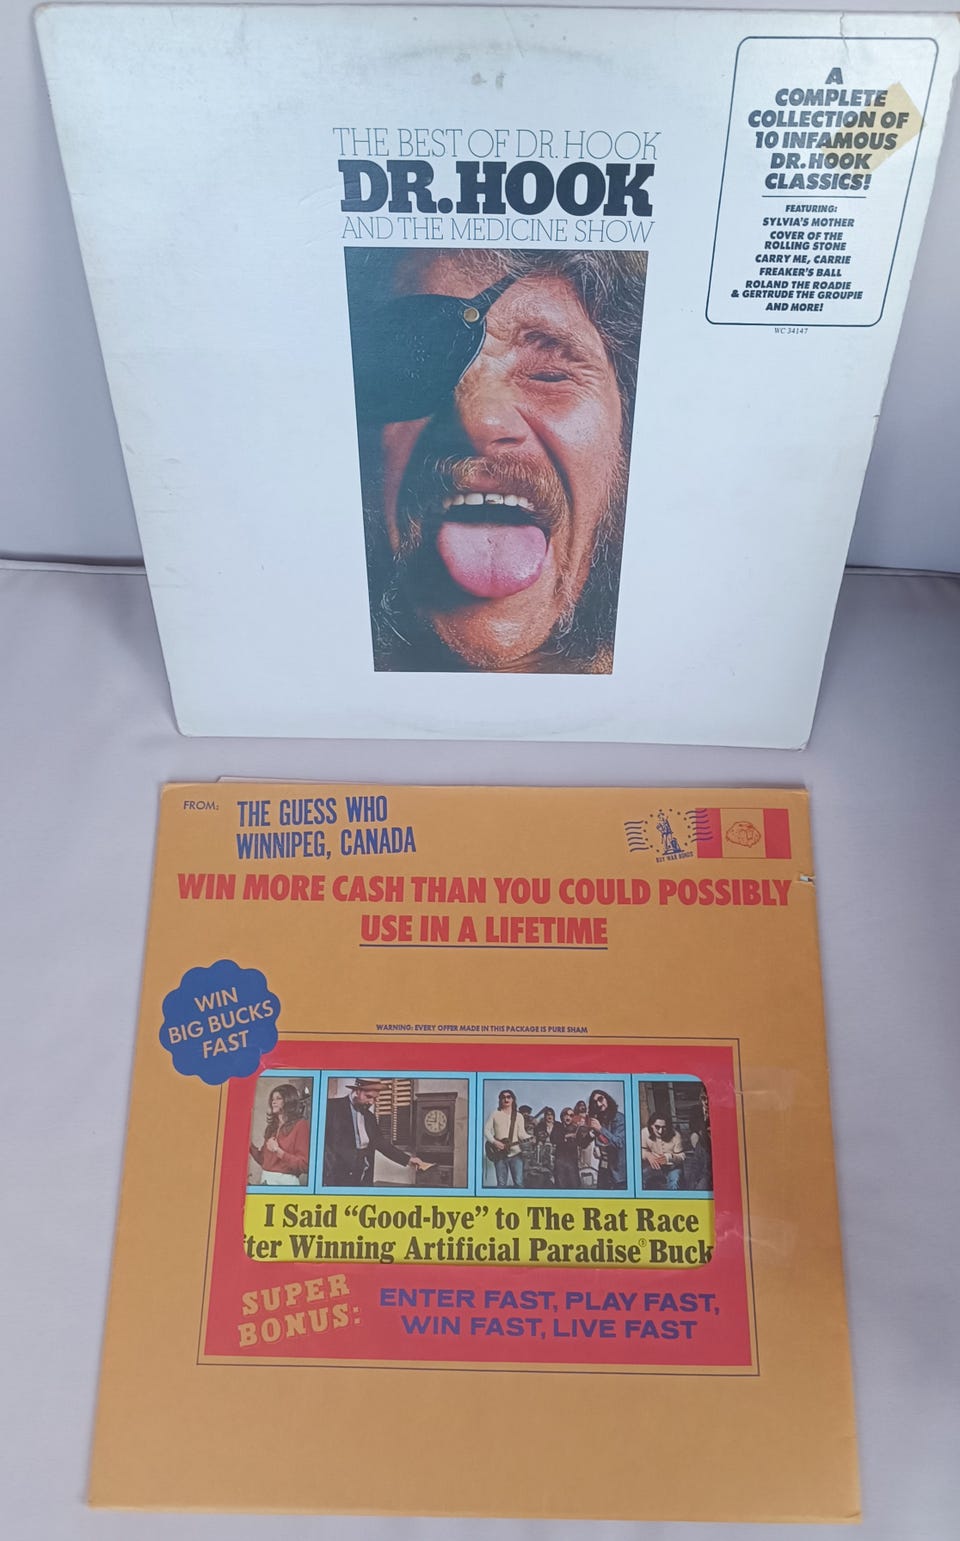 THE BEST OF DR. HOOK
DR. HOOK
AND THE MEDICINE SHOW
A
COMPLETE
COLLECTION OF
10 INFAMOUS
DR. HOOK
CLASSICS!
FEATURING:
SYLVIA'S MOTHER
COVER OF THE
ROLLING STONE
CARRY ME, CARRIE
FREAKER'S BALL
ROLAND THE ROADIE
& GERTRUDE THE GROUPIE
AND MORE!
WC 34147
FROM: THE GUESS WHO
WINNIPEG, CANADA
BUY WAR BONDS
WIN MORE CASH THAN YOU COULD POSSIBLY
USE IN A LIFETIME
WIN
BIG BUCKS
FAST
WARNING: EVERY OFFER MADE IN THIS PACKAGE IS PURE SHAM
I Said “Good-bye” to The Rat Race
ter Winning Artificial Paradise® Buck
SUPER
BONUS:
ENTER FAST, PLAY FAST,
WIN FAST, LIVE FAST